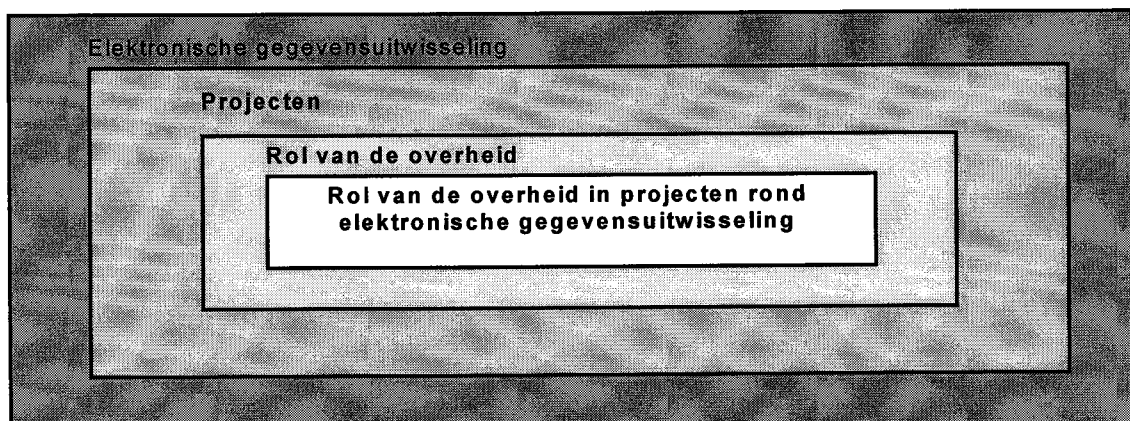 Elektronische gegevensuitwisseling
Projecten
Rol van de overheid
Rol van de overheid in projecten rond
elektronische gegevensuitwisseling